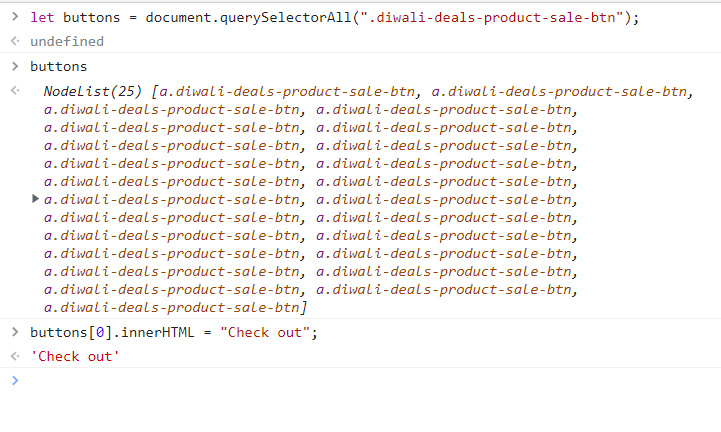 let buttons = document.querySelectorAll(".diwali-deals-product-sale-btn");
undefined
buttons
NodeList(25) [a.diwali-deals-product-sale-btn, a.diwali-deals-product-sale-btn,
a.diwali-deals-product-sale-btn, a.diwali-deals-product-sale-btn,
a.diwali-deals-product-sale-btn, a.diwali-deals-product-sale-btn,
a.diwali-deals-product-sale-btn, a.diwali-deals-product-sale-btn,
a.diwali-deals-product-sale-btn, a.diwali-deals-product-sale-btn,
a.diwali-deals-product-sale-btn, a.diwali-deals-product-sale-btn,
a.diwali-deals-product-sale-btn, a.diwali-deals-product-sale-btn,
a.diwali-deals-product-sale-btn, a.diwali-deals-product-sale-btn,
a.diwali-deals-product-sale-btn, a.diwali-deals-product-sale-btn,
a.diwali-deals-product-sale-btn, a.diwali-deals-product-sale-btn,
a.diwali-deals-product-sale-btn, a.diwali-deals-product-sale-btn,
a.diwali-deals-product-sale-btn, a.diwali-deals-product-sale-btn,
a.diwali-deals-product-sale-btn]
buttons[0].innerHTML = "Check out";
'Check out'